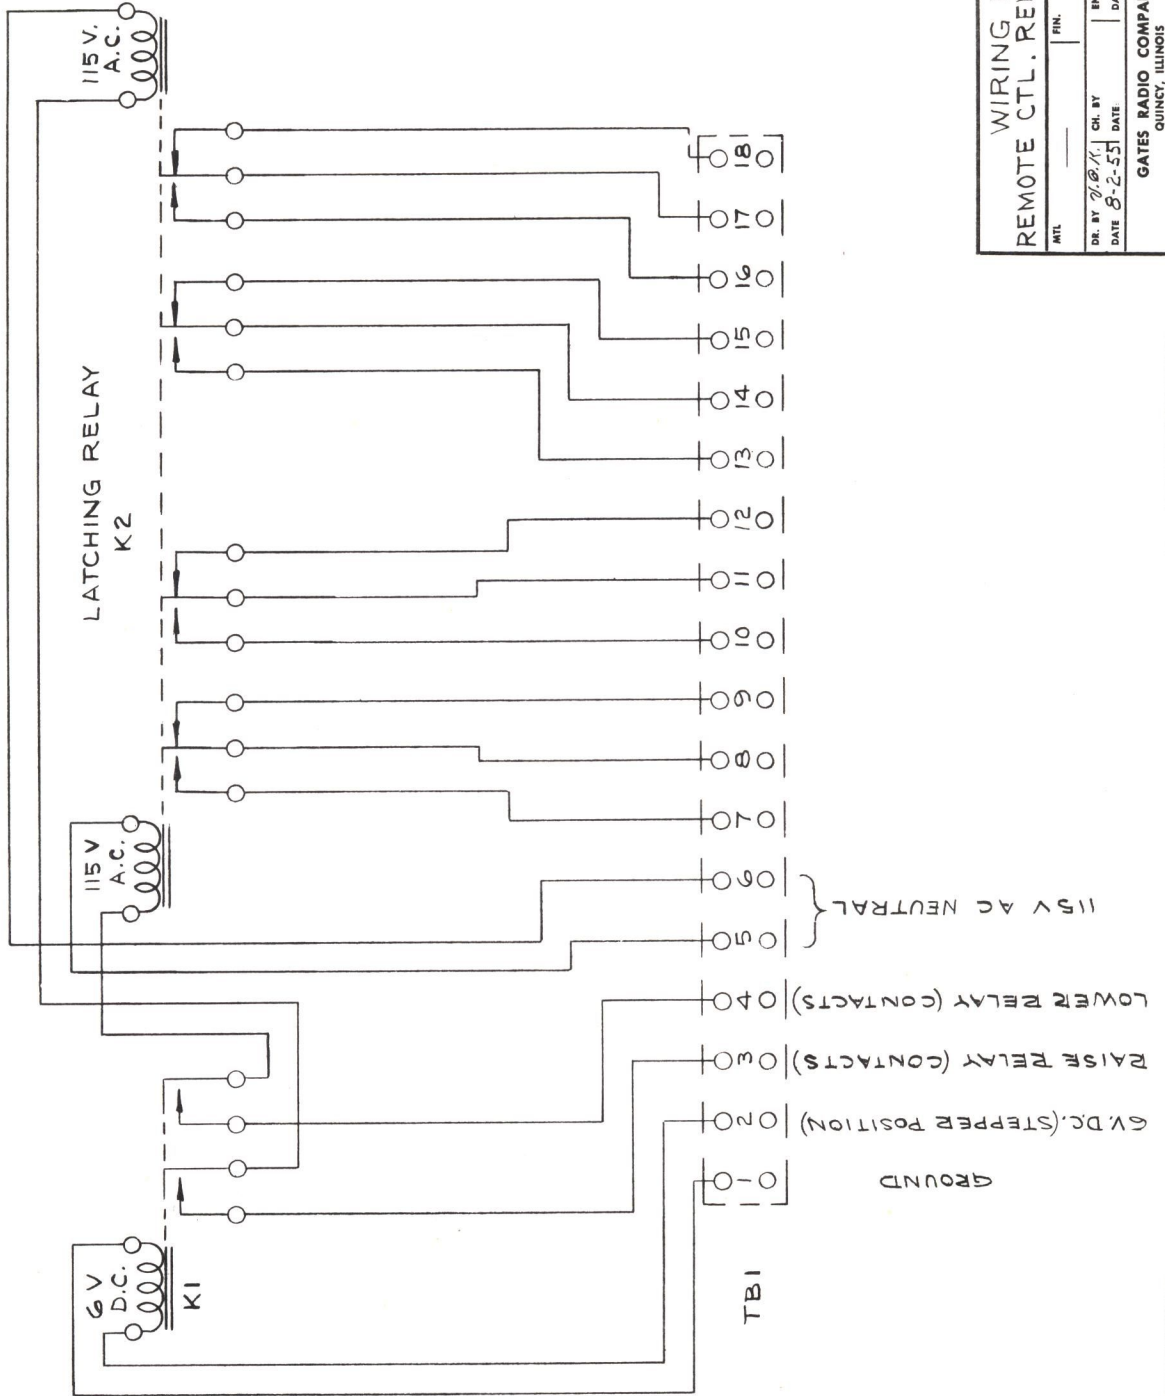 115 V.
A.C.
LATCHING RELAY
K2
115 V
A.C.
6 V
D.C.
K1
TB1
1
2
3
4
5
6
7
8
9
10
11
12
13
14
15
16
17
18
GROUND
6V. D.C. (STEPPER POSITION)
RAISE RELAY (CONTACTS)
LOWER RELAY (CONTACTS)
115V AC NEUTRAL
WIRING
REMOTE CTL.
MTL
FIN.
DR. BY
CH. BY
DATE 8-2-55
DATE
GATES RADIO
QUINCY, ILLINOIS